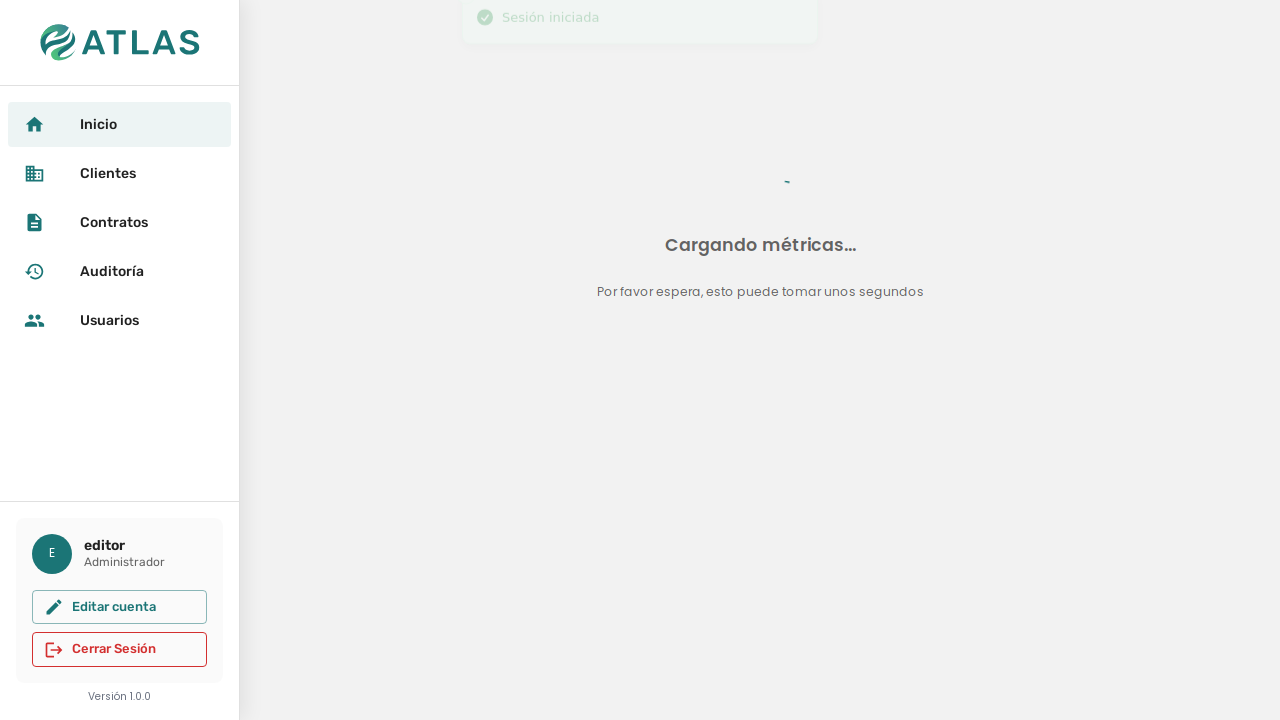 ATLAS
Inicio
Clientes
Contratos
Auditoría
Usuarios
E
editor
Administrador
Editar cuenta
Cerrar Sesión
Versión 1.0.0
Sesión iniciada
Cargando métricas...
Por favor espera, esto puede tomar unos segundos